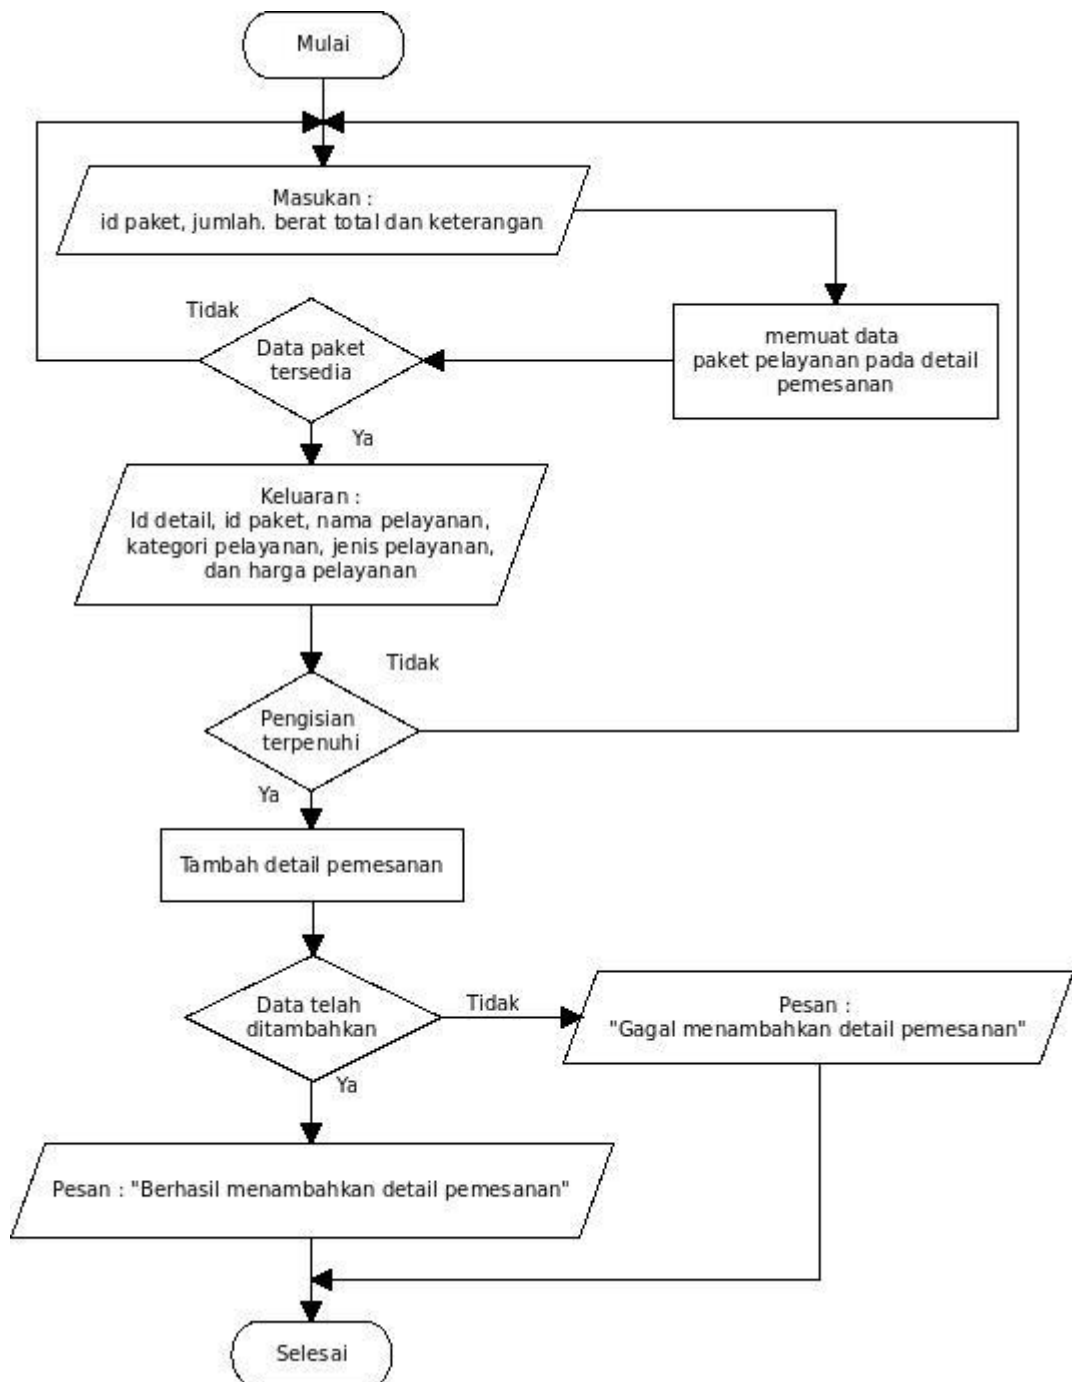 Mulai
Masukan :
id paket, jumlah. berat total dan keterangan
memuat data
paket pelayanan pada detail
pemesanan
Tidak
Data paket
tersedia
Ya
Keluaran :
Id detail, id paket, nama pelayanan,
kategori pelayanan, jenis pelayanan,
dan harga pelayanan
Tidak
Pengisian
terpenuhi
Ya
Tambah detail pemesanan
Data telah
ditambahkan
Tidak
Pesan :
"Gagal menambahkan detail pemesanan"
Ya
Pesan : "Berhasil menambahkan detail pemesanan"
Selesai